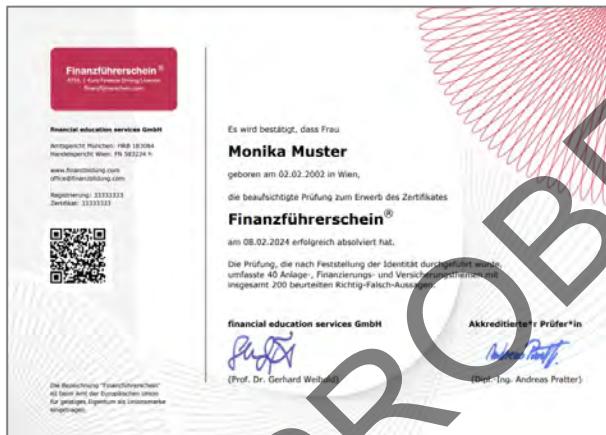 Finanzführerschein®
finanzführerschein.com
financial education services GmbH
Amtsgericht München: HRB 183084
Handelsgericht Wien: FN 583224 h
www.finanzbildung.com
office@finanzbildung.com
Registrierung: 33333333
Zertifikat: 33333333
Die Bezeichnung "Finanzführerschein"
ist beim Amt der Europäischen Union
für geistiges Eigentum als Unionsmarke
eingetragen.
Es wird bestätigt, dass Frau
Monika Muster
geboren am 02.02.2002 in Wien,
die beaufsichtigte Prüfung zum Erwerb des Zertifikates
Finanzführerschein®
am 08.02.2024 erfolgreich absolviert hat.
Die Prüfung, die nach Feststellung der Identität durchgeführt wurde,
umfasste 40 Anlage-, Finanzierungs- und Versicherungsthemen mit
insgesamt 200 beurteilten Richtig-Falsch-Aussagen.
financial education services GmbH
Akkreditierte*r Prüfer*in
(Prof. Dr. Gerhard Weibold)
(Dipl.-Ing. Andreas Pratter)
PROBE